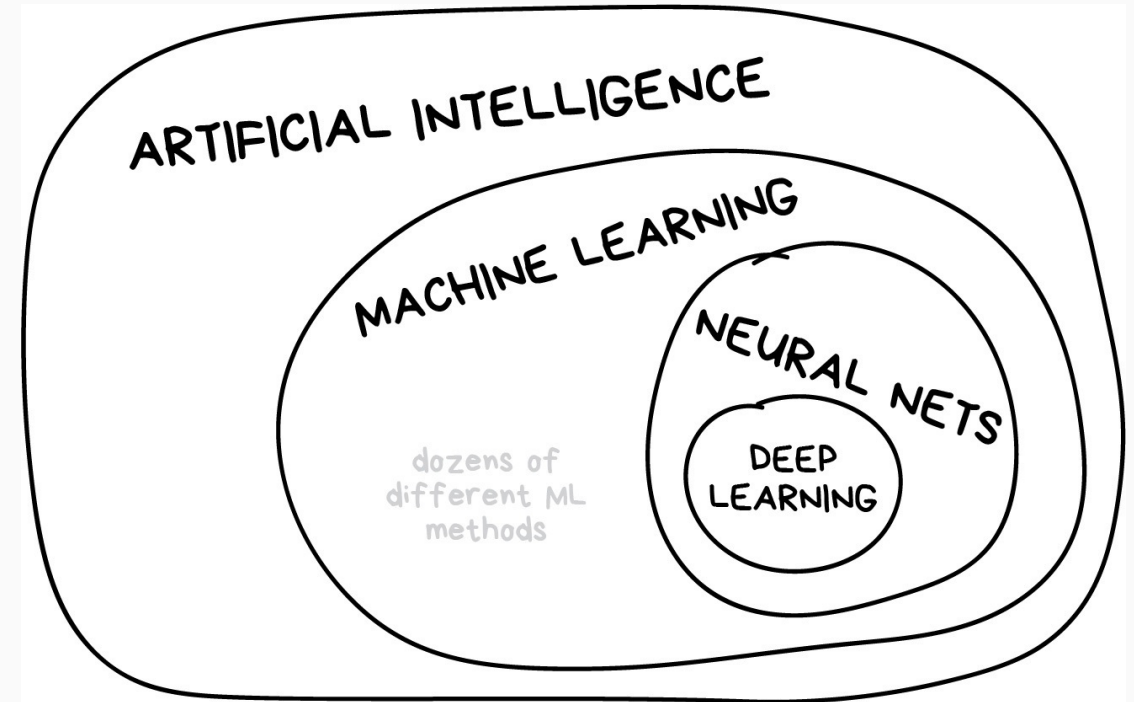 ARTIFICIAL INTELLIGENCE
MACHINE LEARNING
NEURAL NETS
dozens of
different ML
methods
DEEP
LEARNING